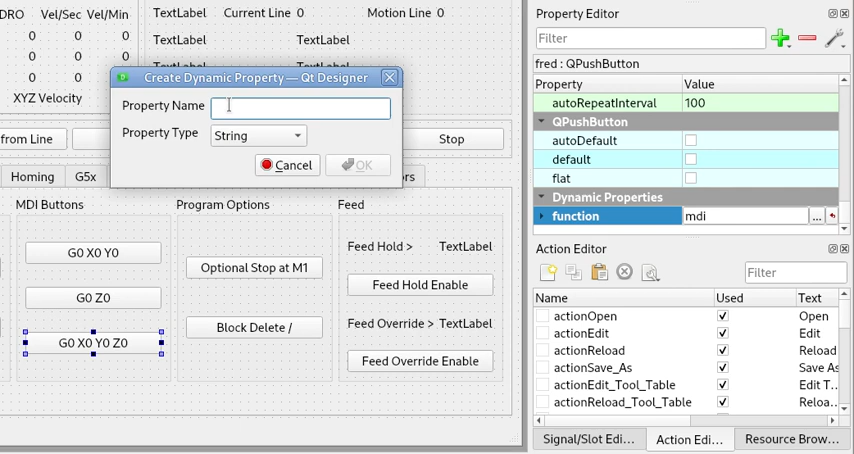 DRO Vel/Sec Vel/Min
0 0 0
0 0 0
0 0 0
XYZ Velocity
TextLabel Current Line 0 Motion Line 0
TextLabel TextLabel
TextLabel TextLabel
from Line
Stop
Create Dynamic Property — Qt Designer
Property Name
Property Type String
Cancel OK
Homing G5x
ors
MDI Buttons
G0 X0 Y0
G0 Z0
G0 X0 Y0 Z0
Program Options
Optional Stop at M1
Block Delete /
Feed
Feed Hold > TextLabel
Feed Hold Enable
Feed Override > TextLabel
Feed Override Enable
Property Editor
Filter
fred : QPushButton
Property Value
autoRepeatInterval 100
QPushButton
autoDefault
default
flat
Dynamic Properties
function mdi ...
Action Editor
Filter
Name Used Text
actionOpen Open
actionEdit Edit
actionReload Reload
actionSave_As Save As
actionEdit_Tool_Table Edit T...
actionReload_Tool_Table Reloa...
Signal/Slot Edi... Action Edi... Resource Brow...